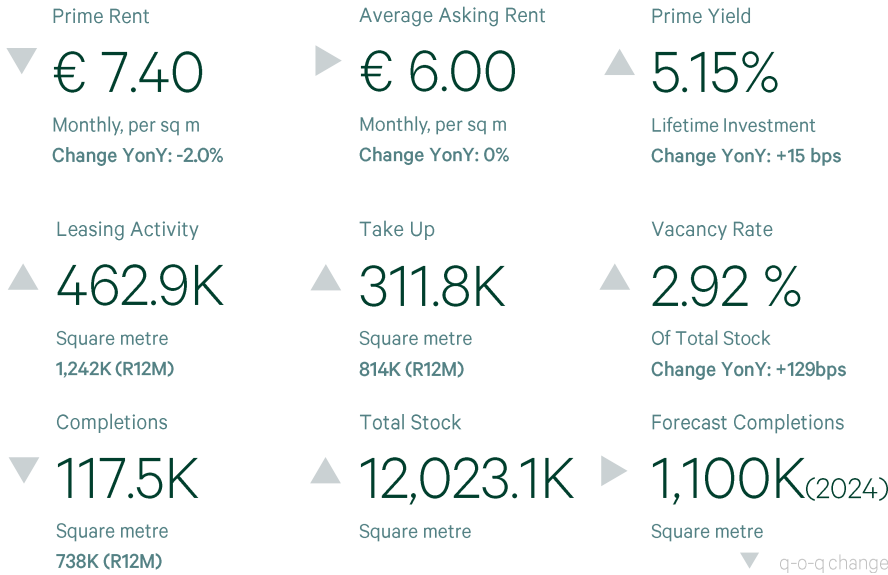 Prime Rent
€ 7.40
Monthly, per sq m
Change YonY: -2.0%
Average Asking Rent
€ 6.00
Monthly, per sq m
Change YonY: 0%
Prime Yield
5.15%
Lifetime Investment
Change YonY: +15 bps
Leasing Activity
462.9K
Square metre
1,242K (R12M)
Take Up
311.8K
Square metre
814K (R12M)
Vacancy Rate
2.92 %
Of Total Stock
Change YonY: +129bps
Completions
117.5K
Square metre
738K (R12M)
Total Stock
12,023.1K
Square metre
Forecast Completions
1,100K(2024)
Square metre
q-o-q change